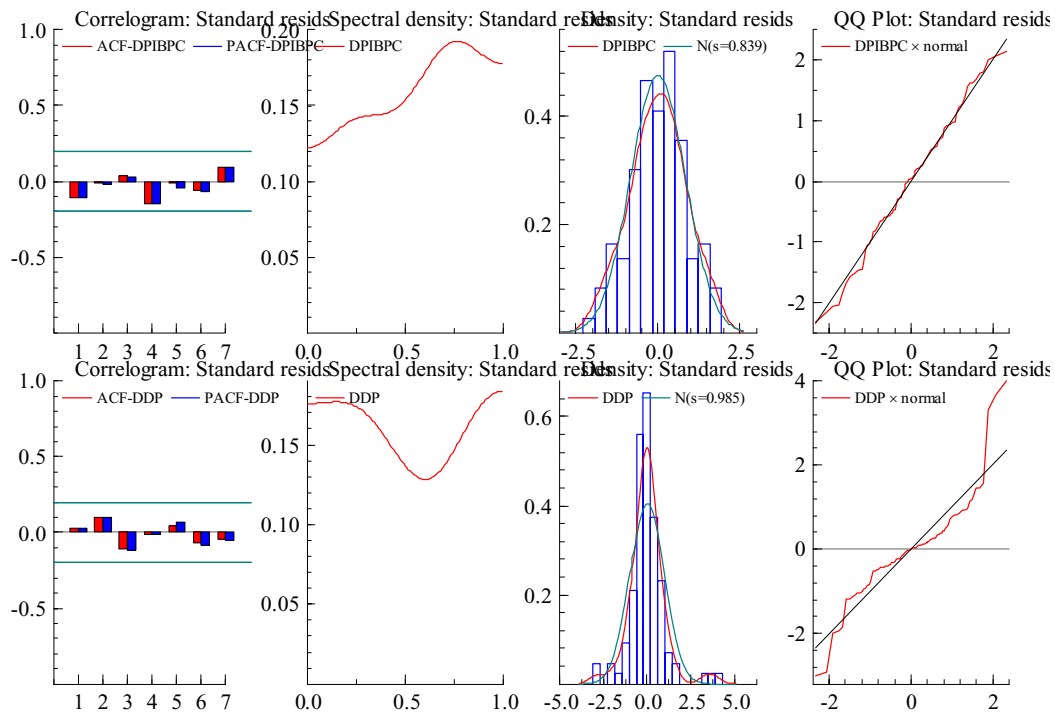 Correlogram: Standard resids
ACF-DPIBPC PACF-DPIBPC
1.0
0.5
0.0
-0.5
1 2 3 4 5 6 7
Spectral density: Standard resids
DPIBPC
0.20
0.15
0.10
0.05
0.0 0.5 1.0
Density: Standard resids
DPIBPC N(s=0.839)
0.4
0.2
-2.5 0.0 2.5
QQ Plot: Standard resids
DPIBPC × normal
2
1
0
-1
-2
-2 0 2
Correlogram: Standard resids
ACF-DDP PACF-DDP
1.0
0.5
0.0
-0.5
1 2 3 4 5 6 7
Spectral density: Standard resids
DDP
0.15
0.10
0.05
0.0 0.5 1.0
Density: Standard resids
DDP N(s=0.985)
0.6
0.4
0.2
-5.0 -2.5 0.0 2.5 5.0
QQ Plot: Standard resids
DDP × normal
4
2
0
-2
-2 0 2